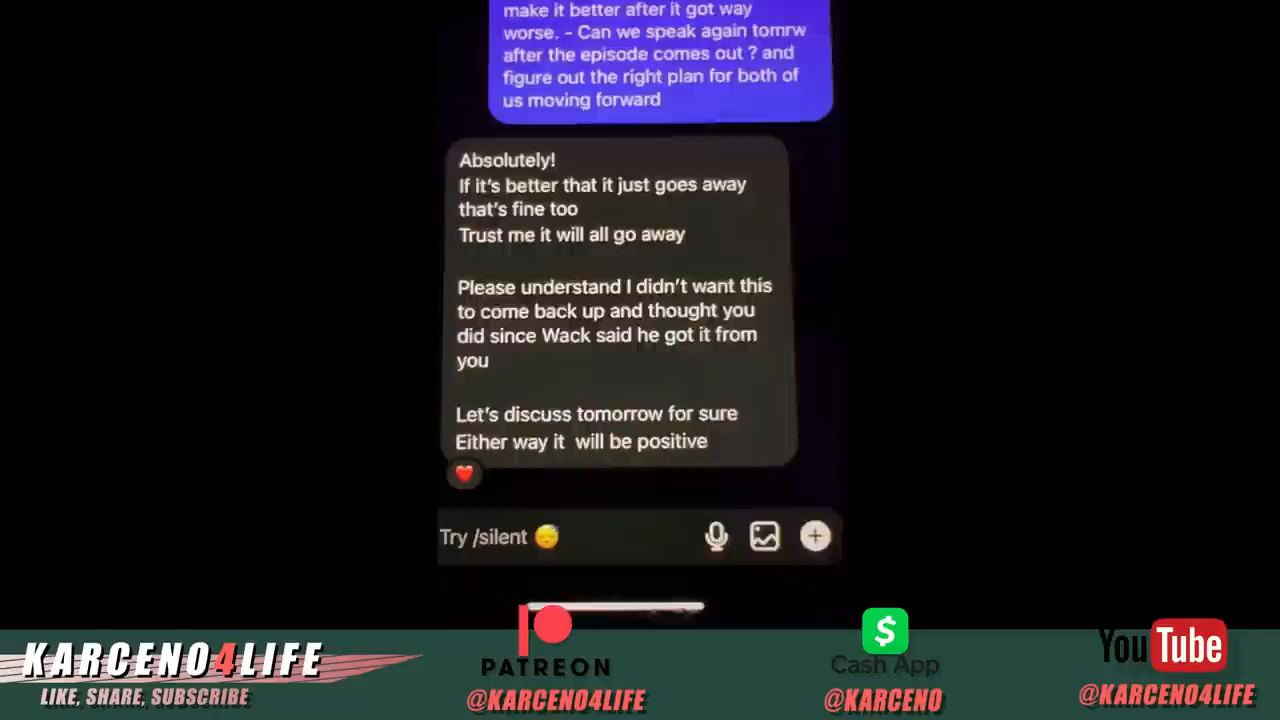 make it better after it got way
worse. - Can we speak again tomrw
after the episode comes out ? and
figure out the right plan for both of
us moving forward
Absolutely!
If it's better that it just goes away
that's fine too
Trust me it will all go away
Please understand I didn't want this
to come back up and thought you
did since Wack said he got it from
you
Let's discuss tomorrow for sure
Either way it will be positive
Try /silent
KARCENO4LIFE
LIKE, SHARE, SUBSCRIBE
PATREON
@KARCENO4LIFE
$
Cash App
@KARCENO
YouTube
@KARCENO4LIFE